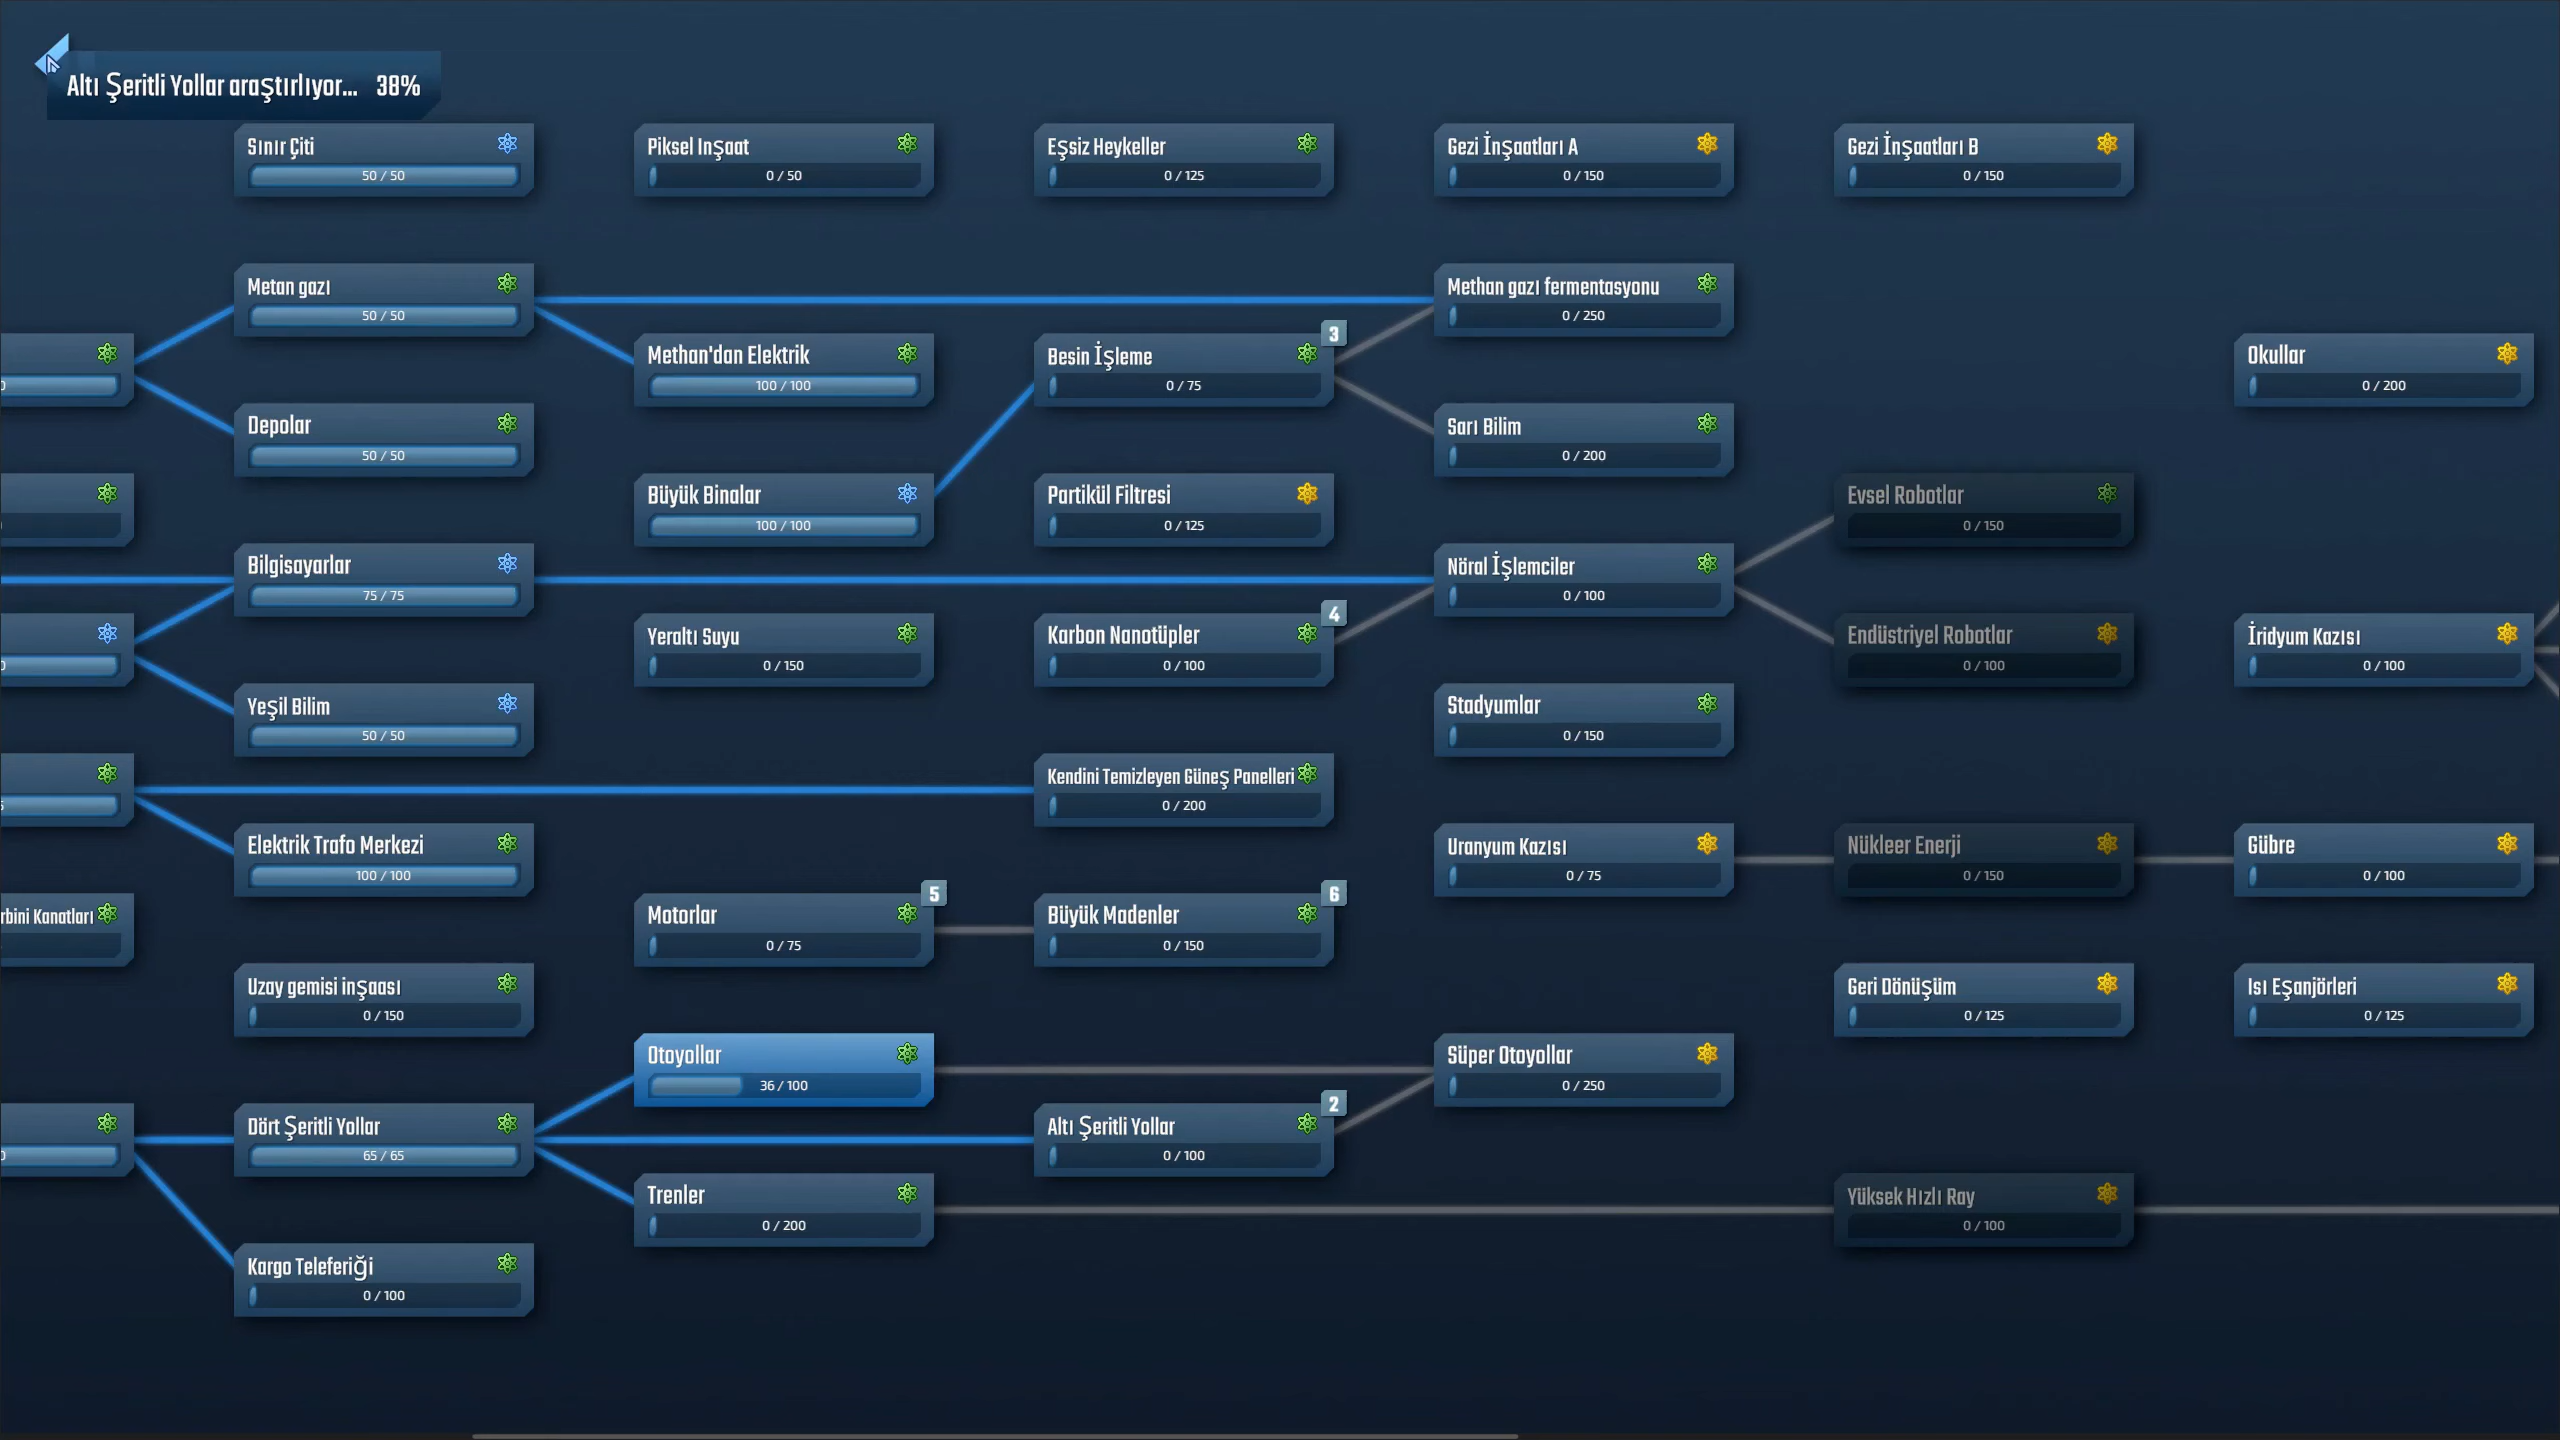 Altı Şeritli Yollar araştırlıyor... 38%
Sınır Çiti
50 / 50
Piksel Inşaat
0 / 50
Eşsiz Heykeller
0 / 125
Gezi İnşaatları A
0 / 150
Gezi İnşaatları B
0 / 150
Metan gazı
50 / 50
Methan gazı fermentasyonu
0 / 250
Methan'dan Elektrik
100 / 100
3
Besin İşleme
0 / 75
Okullar
0 / 200
Depolar
50 / 50
Sarı Bilim
0 / 200
Büyük Binalar
100 / 100
Partikül Filtresi
0 / 125
Evsel Robotlar
0 / 150
Bilgisayarlar
75 / 75
Nöral İşlemciler
0 / 100
Yeraltı Suyu
0 / 150
4
Karbon Nanotüpler
0 / 100
Endüstriyel Robotlar
0 / 100
İridyum Kazısı
0 / 100
Yeşil Bilim
50 / 50
Stadyumlar
0 / 150
Kendini Temizleyen Güneş Panelleri
0 / 200
Elektrik Trafo Merkezi
100 / 100
Uranyum Kazısı
0 / 75
Nükleer Enerji
0 / 150
Gübre
0 / 100
rbini Kanatları
5
Motorlar
0 / 75
6
Büyük Madenler
0 / 150
Uzay gemisi inşaası
0 / 150
Geri Dönüşüm
0 / 125
Isı Eşanjörleri
0 / 125
Otoyollar
36 / 100
Süper Otoyollar
0 / 250
Dört Şeritli Yollar
65 / 65
2
Altı Şeritli Yollar
0 / 100
Trenler
0 / 200
Yüksek Hızlı Ray
0 / 100
Kargo Teleferiği
0 / 100